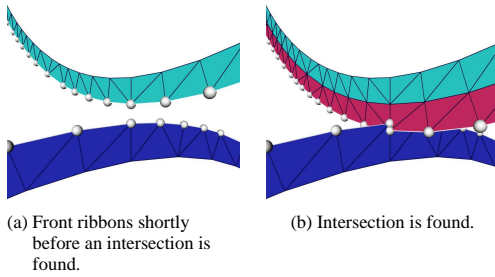 (a) Front ribbons shortly
before an intersection is
found.
(b) Intersection is found.